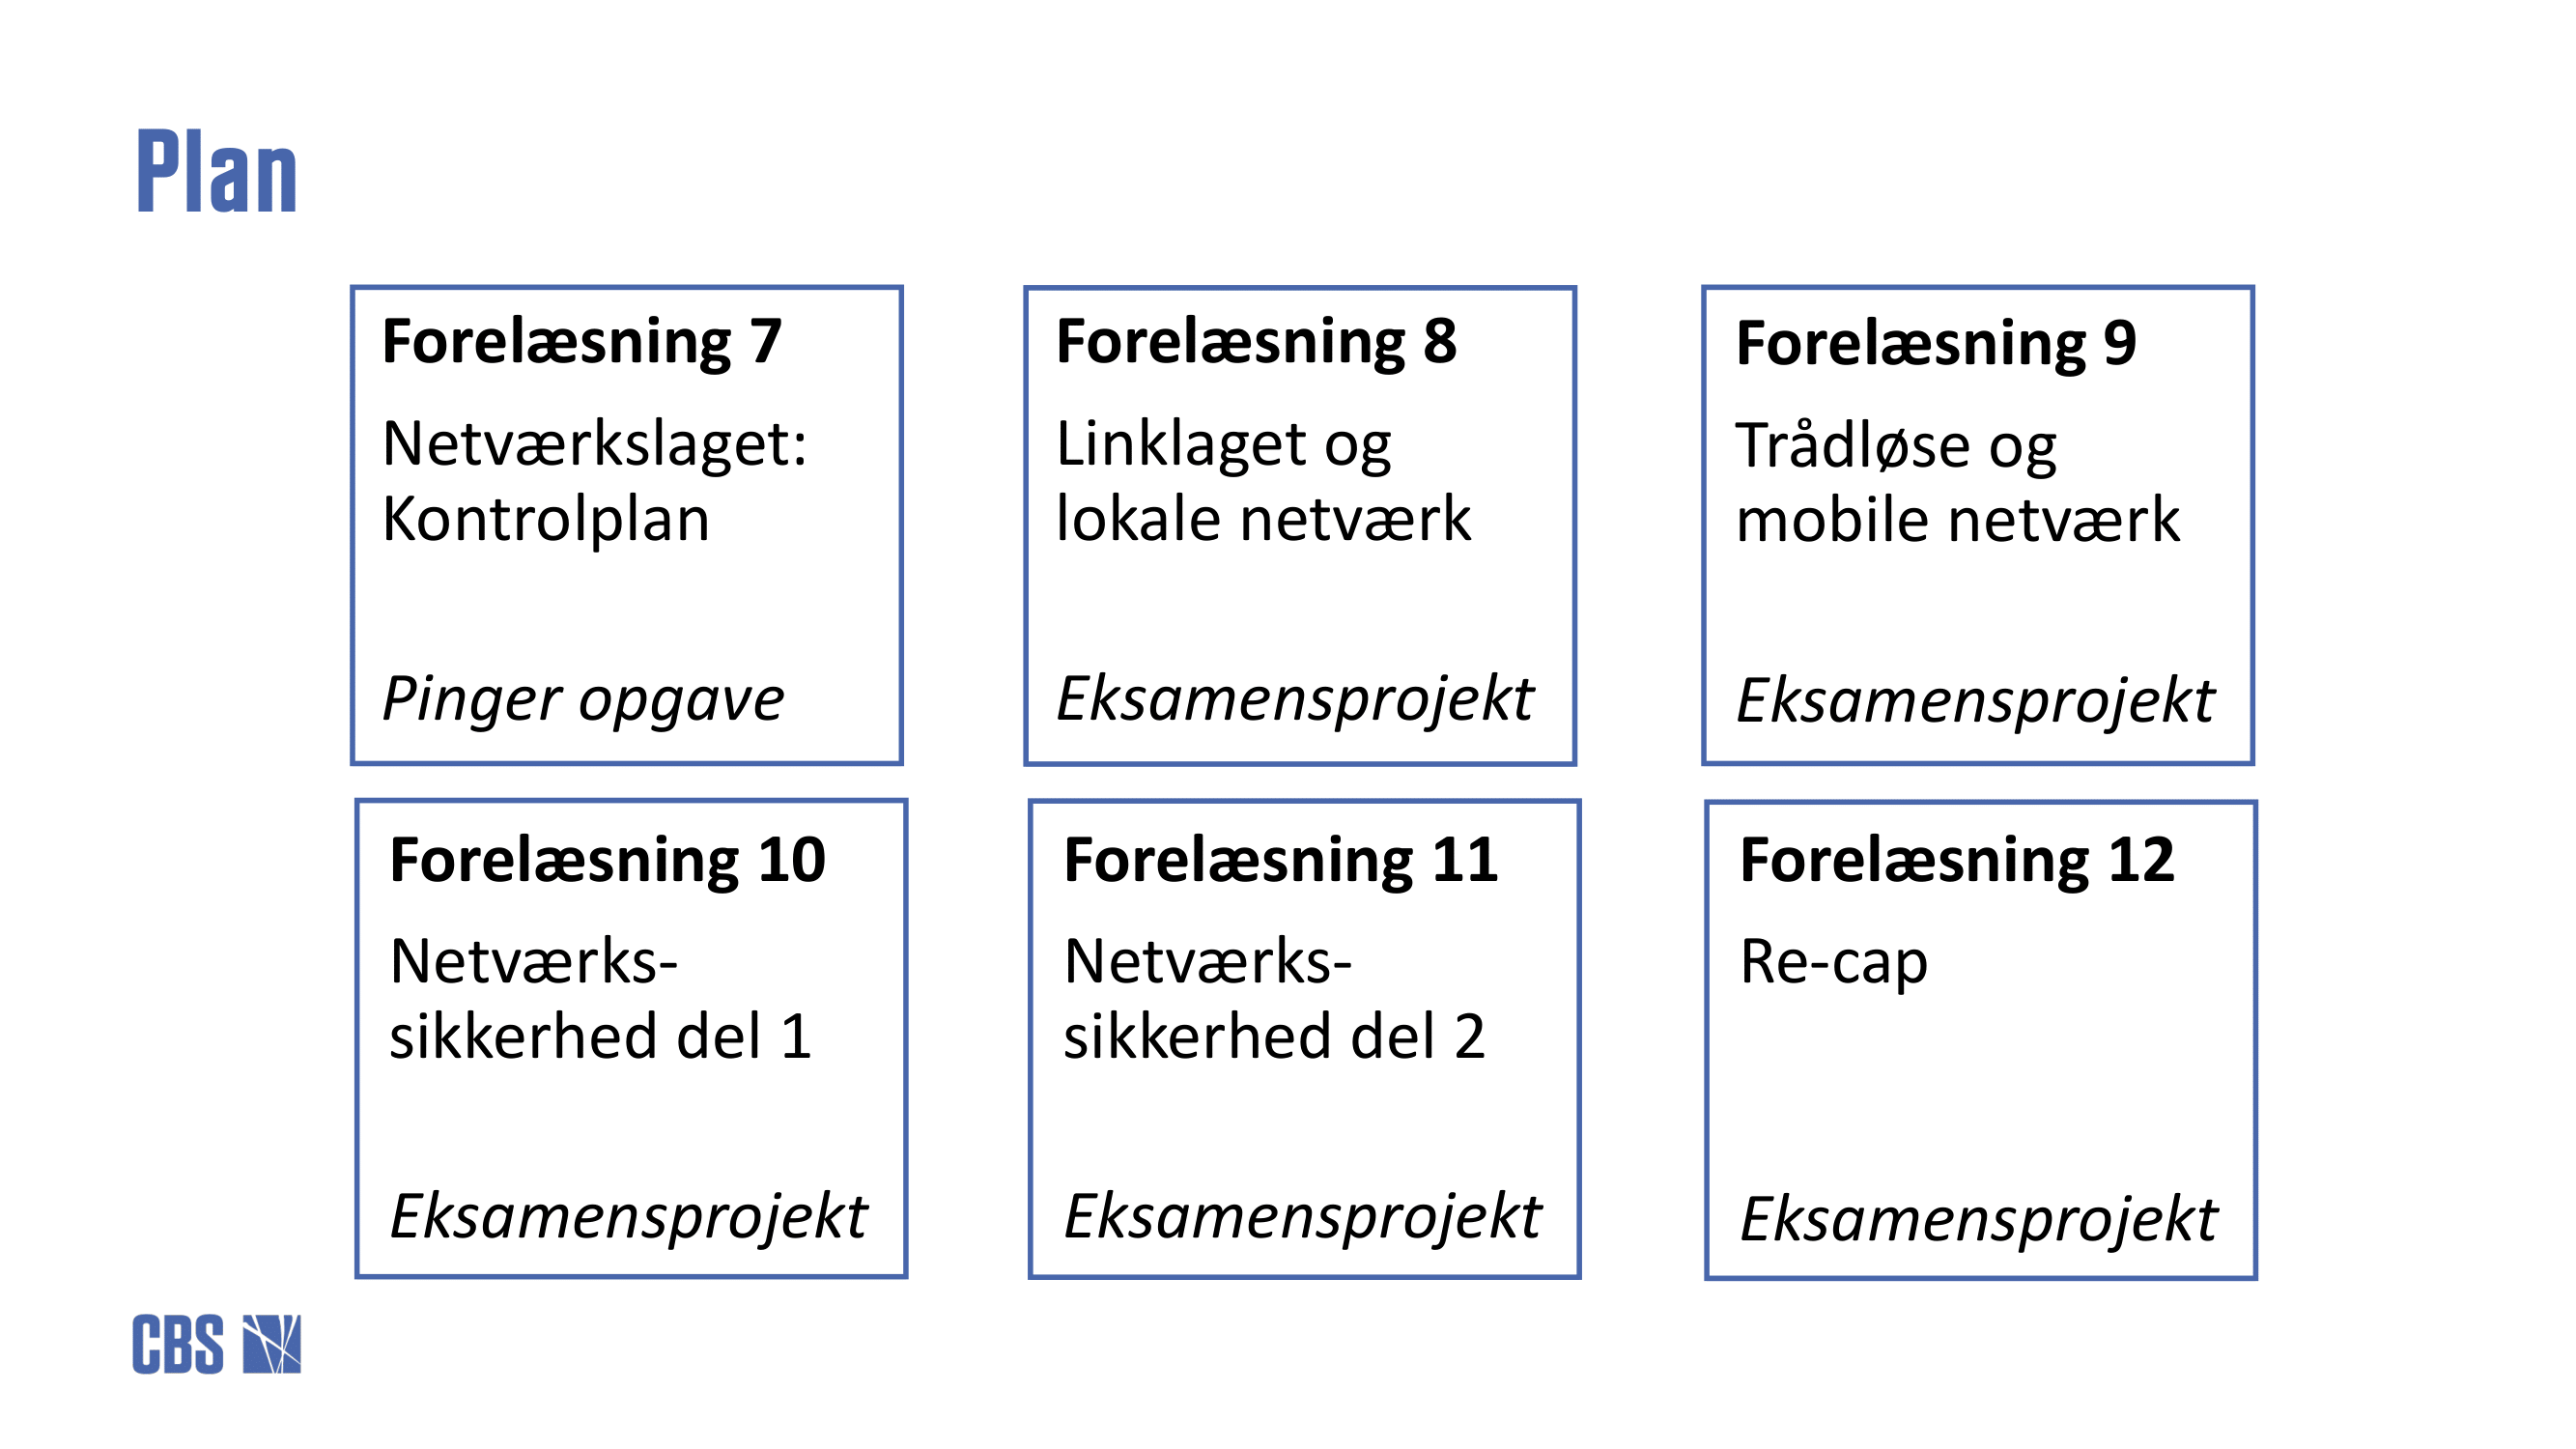 Plan
Forelæsning 7
Netværkslaget:
Kontrolplan
Pinger opgave
Forelæsning 8
Linklaget og
lokale netværk
Eksamensprojekt
Forelæsning 9
Trådløse og
mobile netværk
Eksamensprojekt
Forelæsning 10
Netværks-
sikkerhed del 1
Eksamensprojekt
Forelæsning 11
Netværks-
sikkerhed del 2
Eksamensprojekt
Forelæsning 12
Re-cap
Eksamensprojekt
CBS